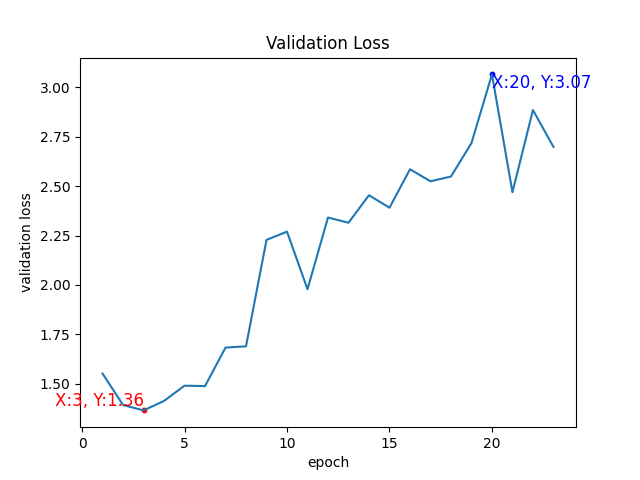 Validation Loss
3.00
2.75
2.50
2.25
2.00
1.75
1.50
validation loss
X:20, Y:3.07
X:3, Y:1.36
0 5 10 15 20
epoch